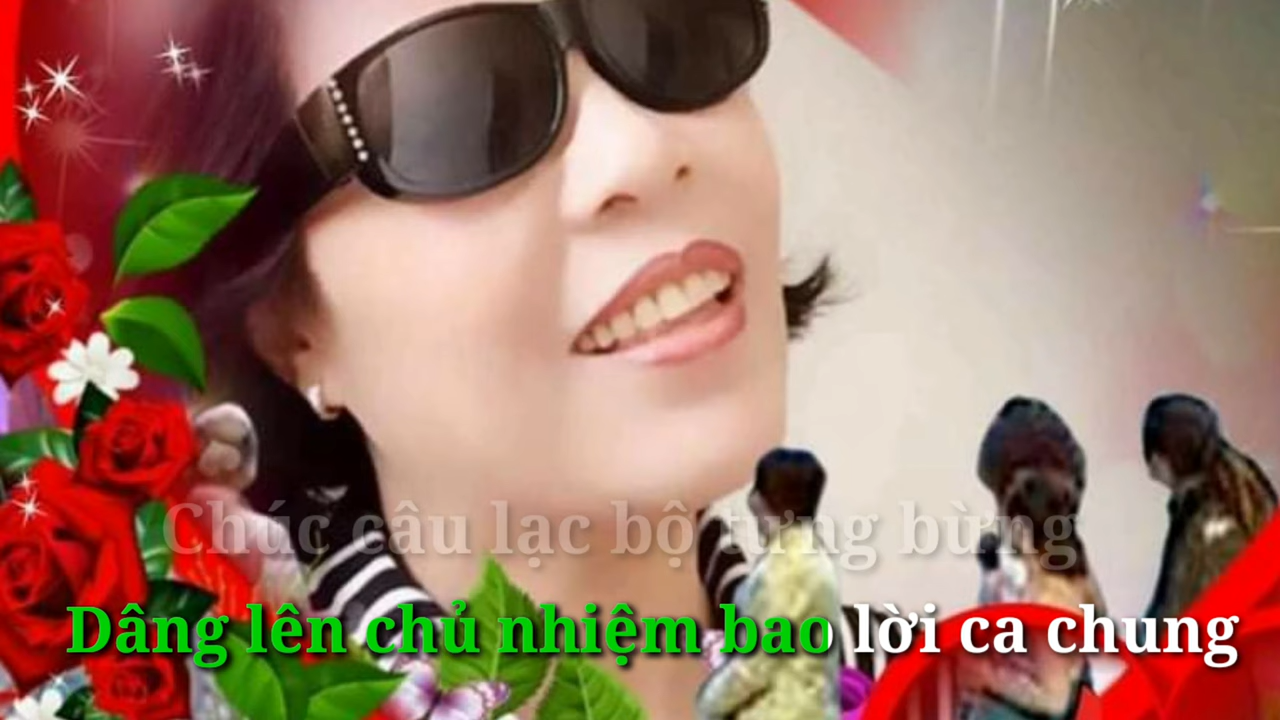 Chúc câu lạc bộ tưng bừng
Dâng lên chủ nhiệm bao lời ca chung